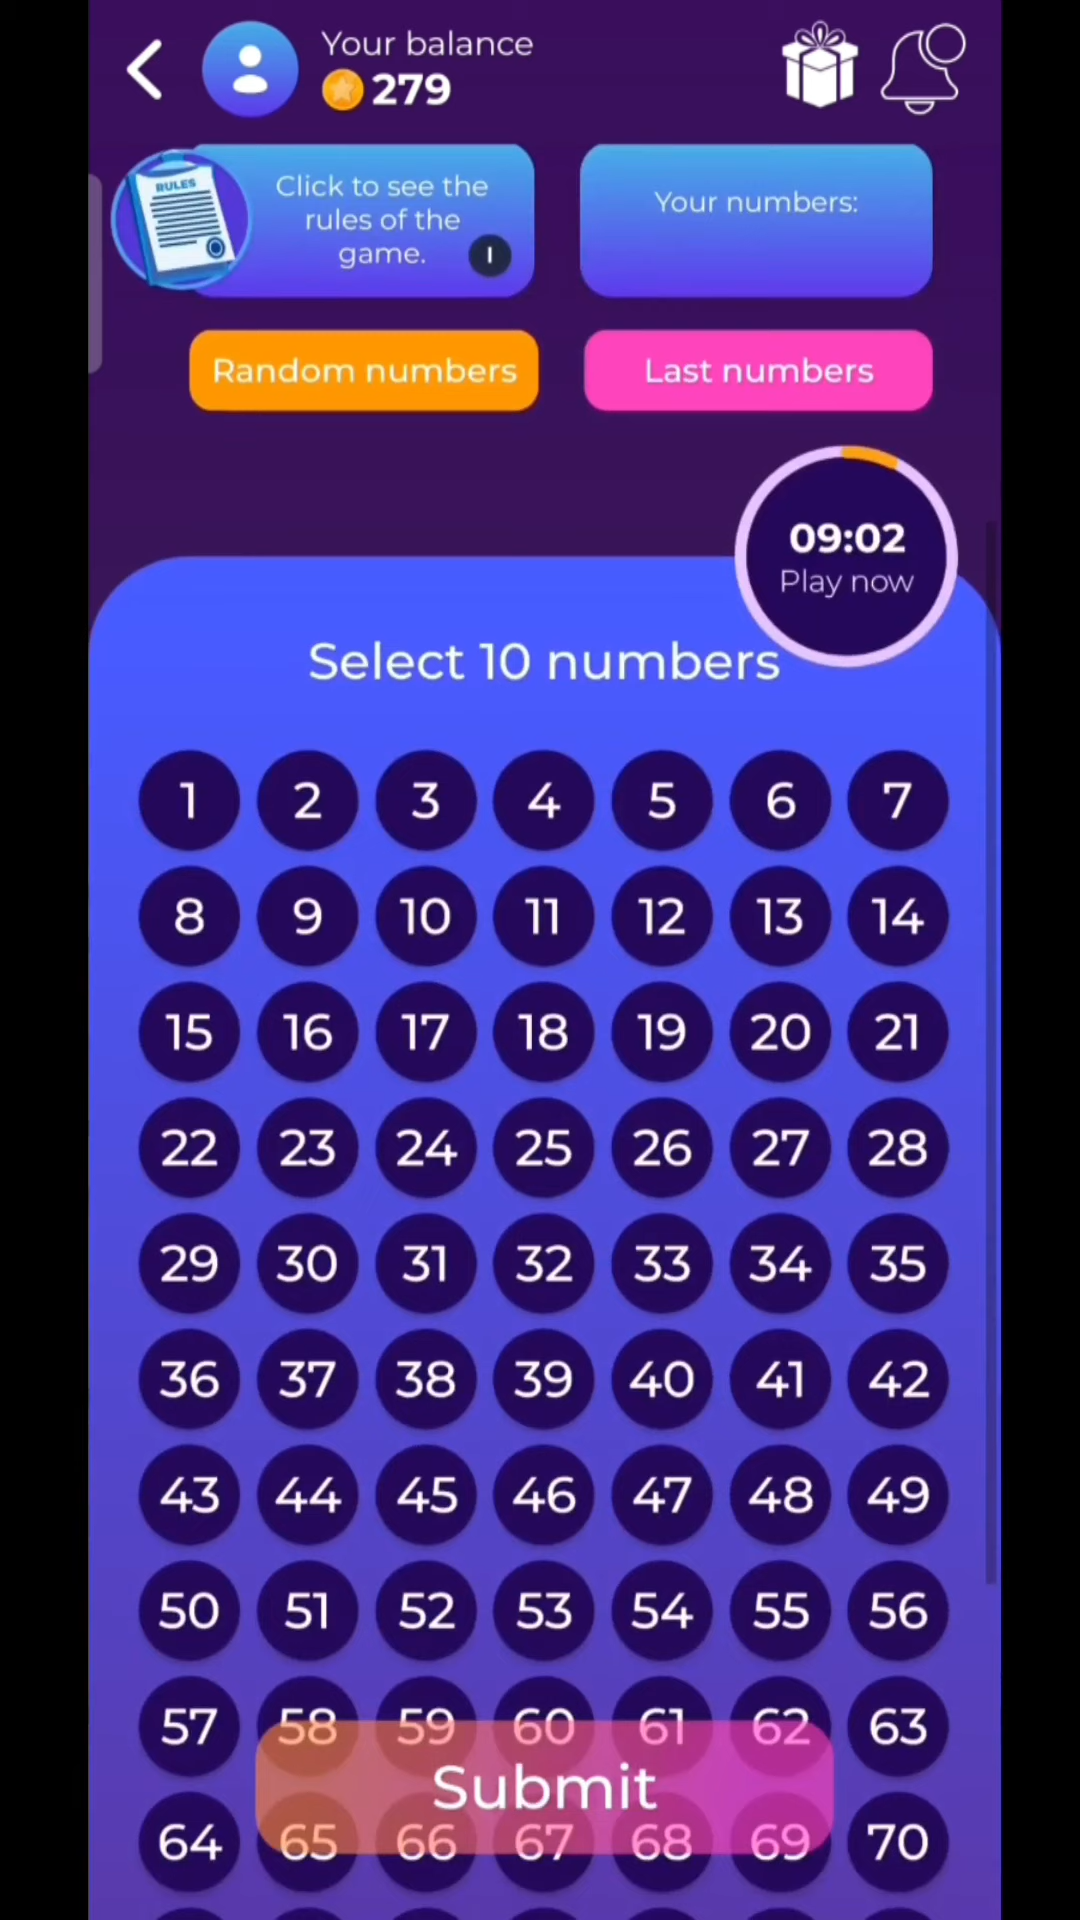 Your balance
279
RULES
Click to see the
rules of the
game.
I
Your numbers:
Random numbers
Last numbers
09:02
Play now
Select 10 numbers
1 2 3 4 5 6 7
8 9 10 11 12 13 14
15 16 17 18 19 20 21
22 23 24 25 26 27 28
29 30 31 32 33 34 35
36 37 38 39 40 41 42
43 44 45 46 47 48 49
50 51 52 53 54 55 56
57 58 59 60 61 62 63
Submit
64 65 66 67 68 69 70